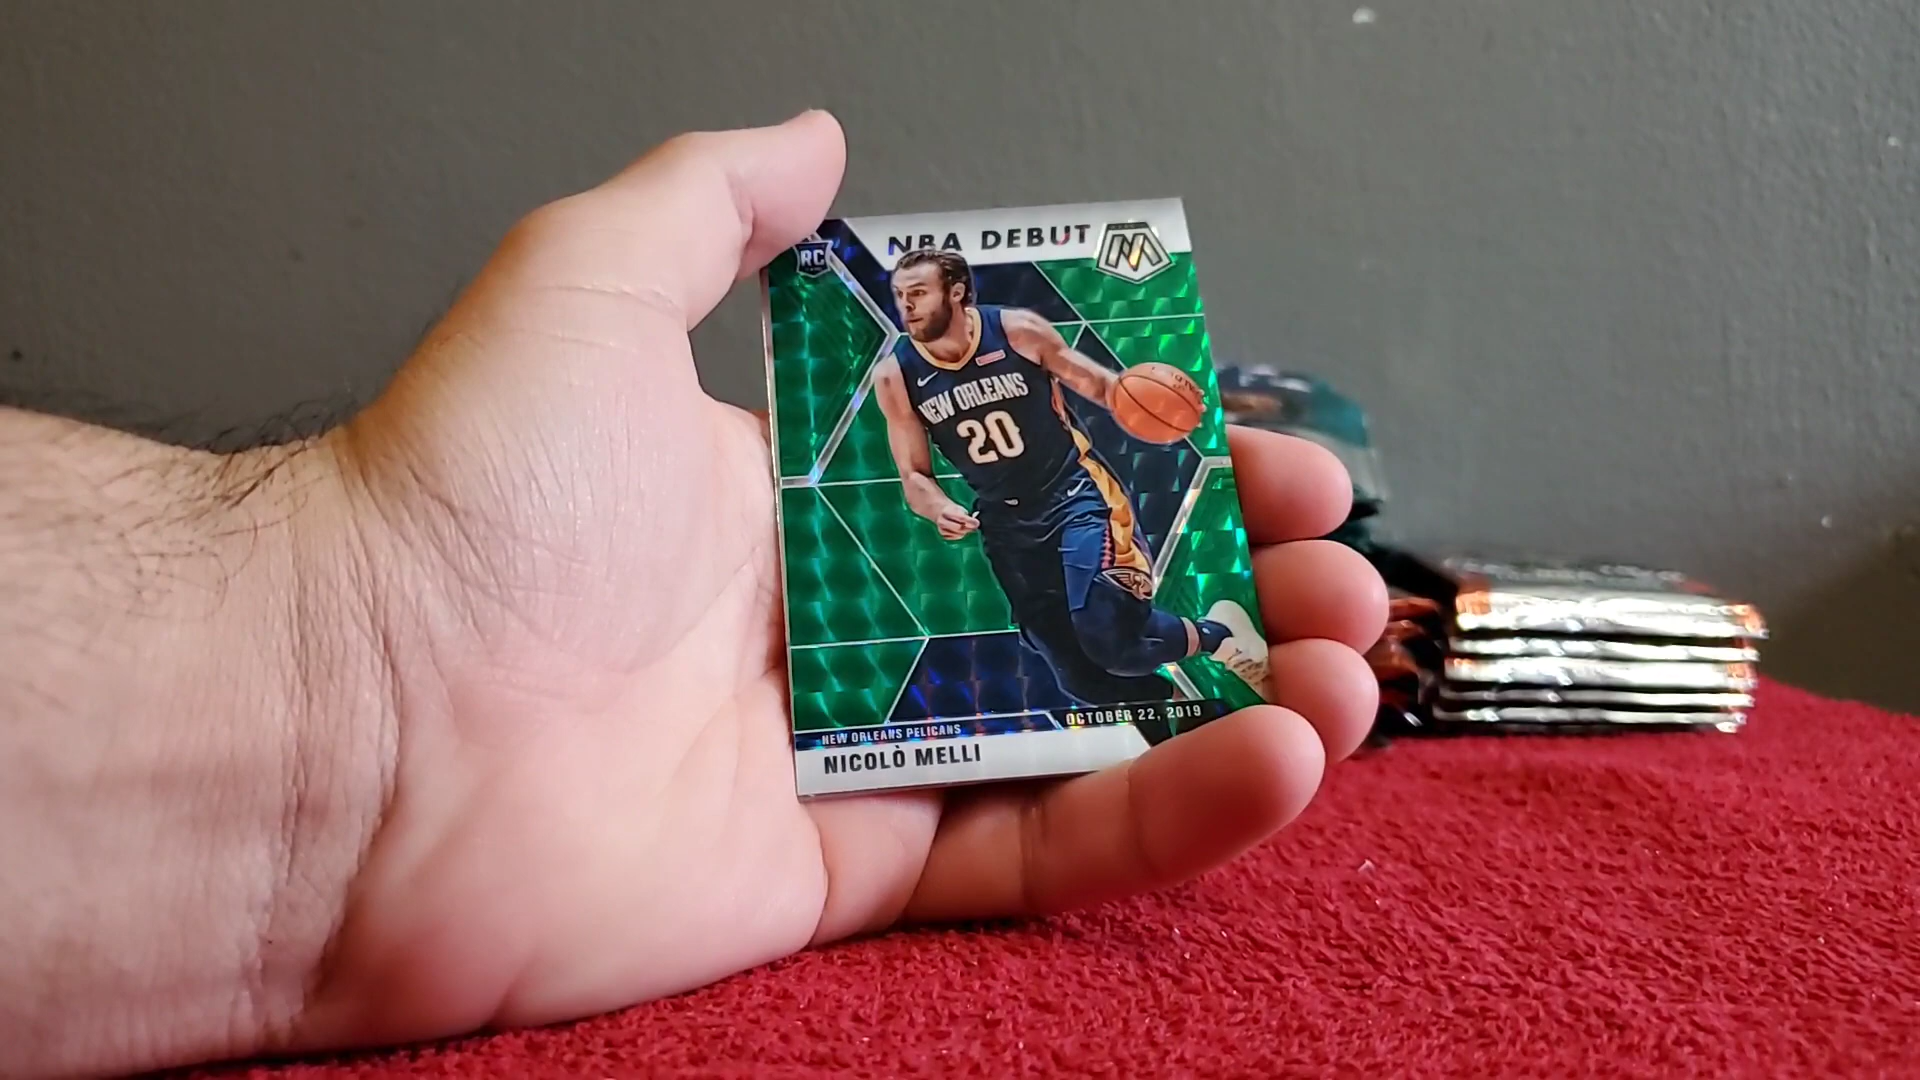 NBA DEBUT
RC
NEW ORLEANS
20
NEW ORLEANS PELICANS
OCTOBER 22, 2019
NICOLÒ MELLI